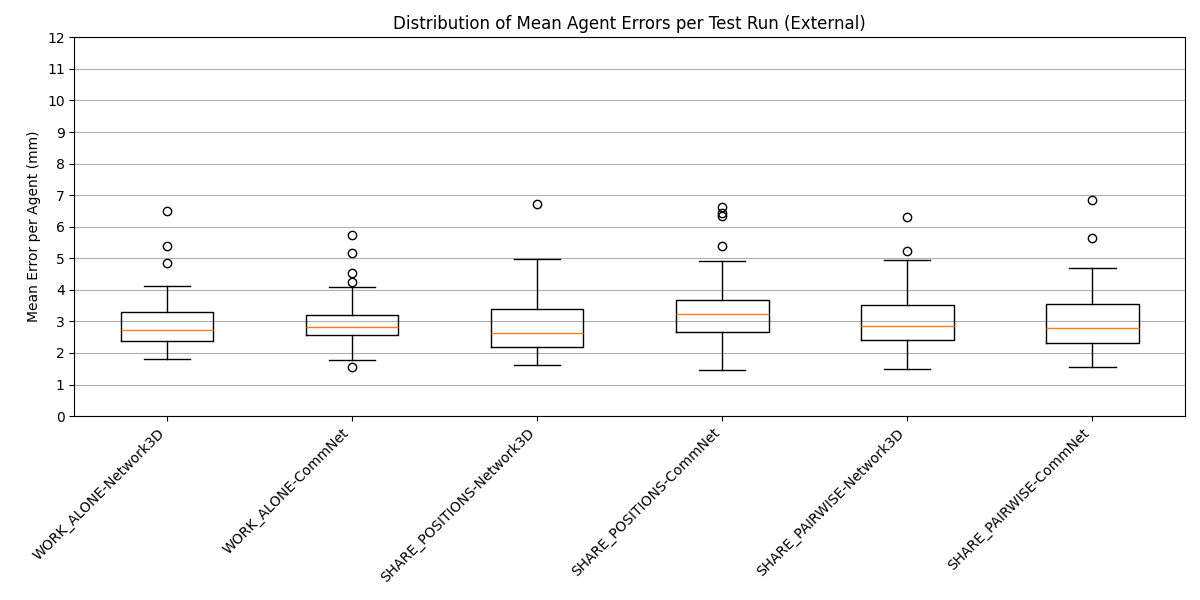 Distribution of Mean Agent Errors per Test Run (External)
Mean Error per Agent (mm)
12
11
10
9
8
7
6
5
4
3
2
1
0
WORK_ALONE-Network3D
WORK_ALONE-CommNet
SHARE_POSITIONS-Network3D
SHARE_POSITIONS-CommNet
SHARE_PAIRWISE-Network3D
SHARE_PAIRWISE-CommNet